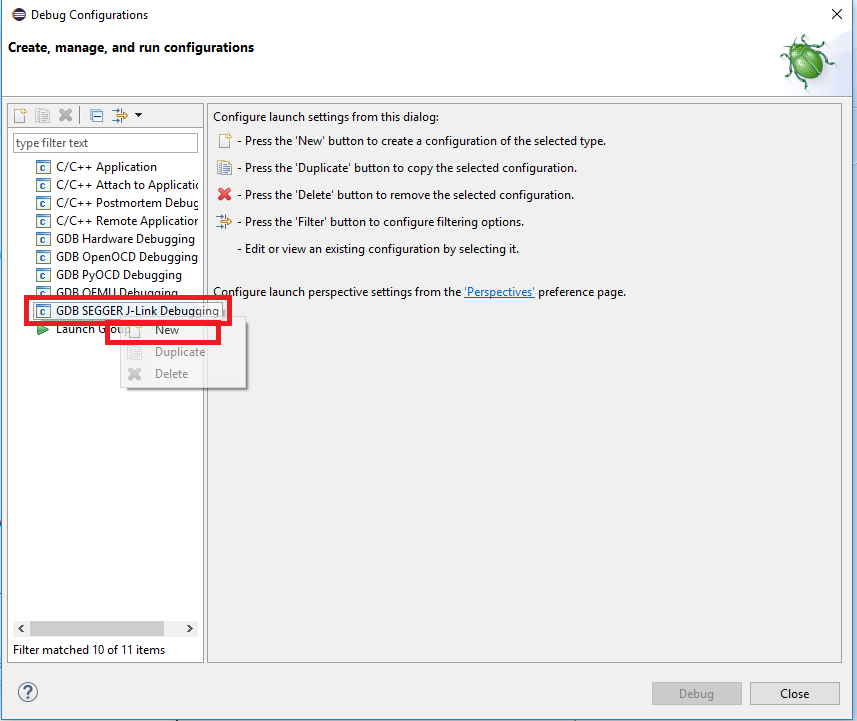 Debug Configurations
Create, manage, and run configurations
type filter text
C/C++ Application
C/C++ Attach to Applicatio
C/C++ Postmortem Debug
C/C++ Remote Application
GDB Hardware Debugging
GDB OpenOCD Debugging
GDB PyOCD Debugging
GDB QEMU Debugging
GDB SEGGER J-Link Debugging
Launch Group
New
Duplicate
Delete
Filter matched 10 of 11 items
Configure launch settings from this dialog:
- Press the 'New' button to create a configuration of the selected type.
- Press the 'Duplicate' button to copy the selected configuration.
- Press the 'Delete' button to remove the selected configuration.
- Press the 'Filter' button to configure filtering options.
- Edit or view an existing configuration by selecting it.
Configure launch perspective settings from the 'Perspectives' preference page.
Debug
Close